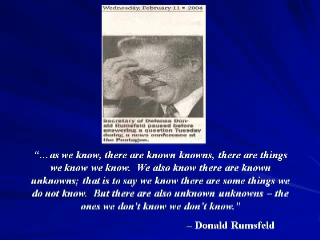 Wednesday, February 11 • 2004
Secretary of Defense Don-
ald Rumsfeld paused before
answering a question Tuesday
during a news conference at
the Pentagon.
“…as we know, there are known knowns, there are things
we know we know.  We also know there are known
unknowns; that is to say we know there are some things we
do not know.  But there are also unknown unknowns – the
ones we don't know we don't know.”
– Donald Rumsfeld